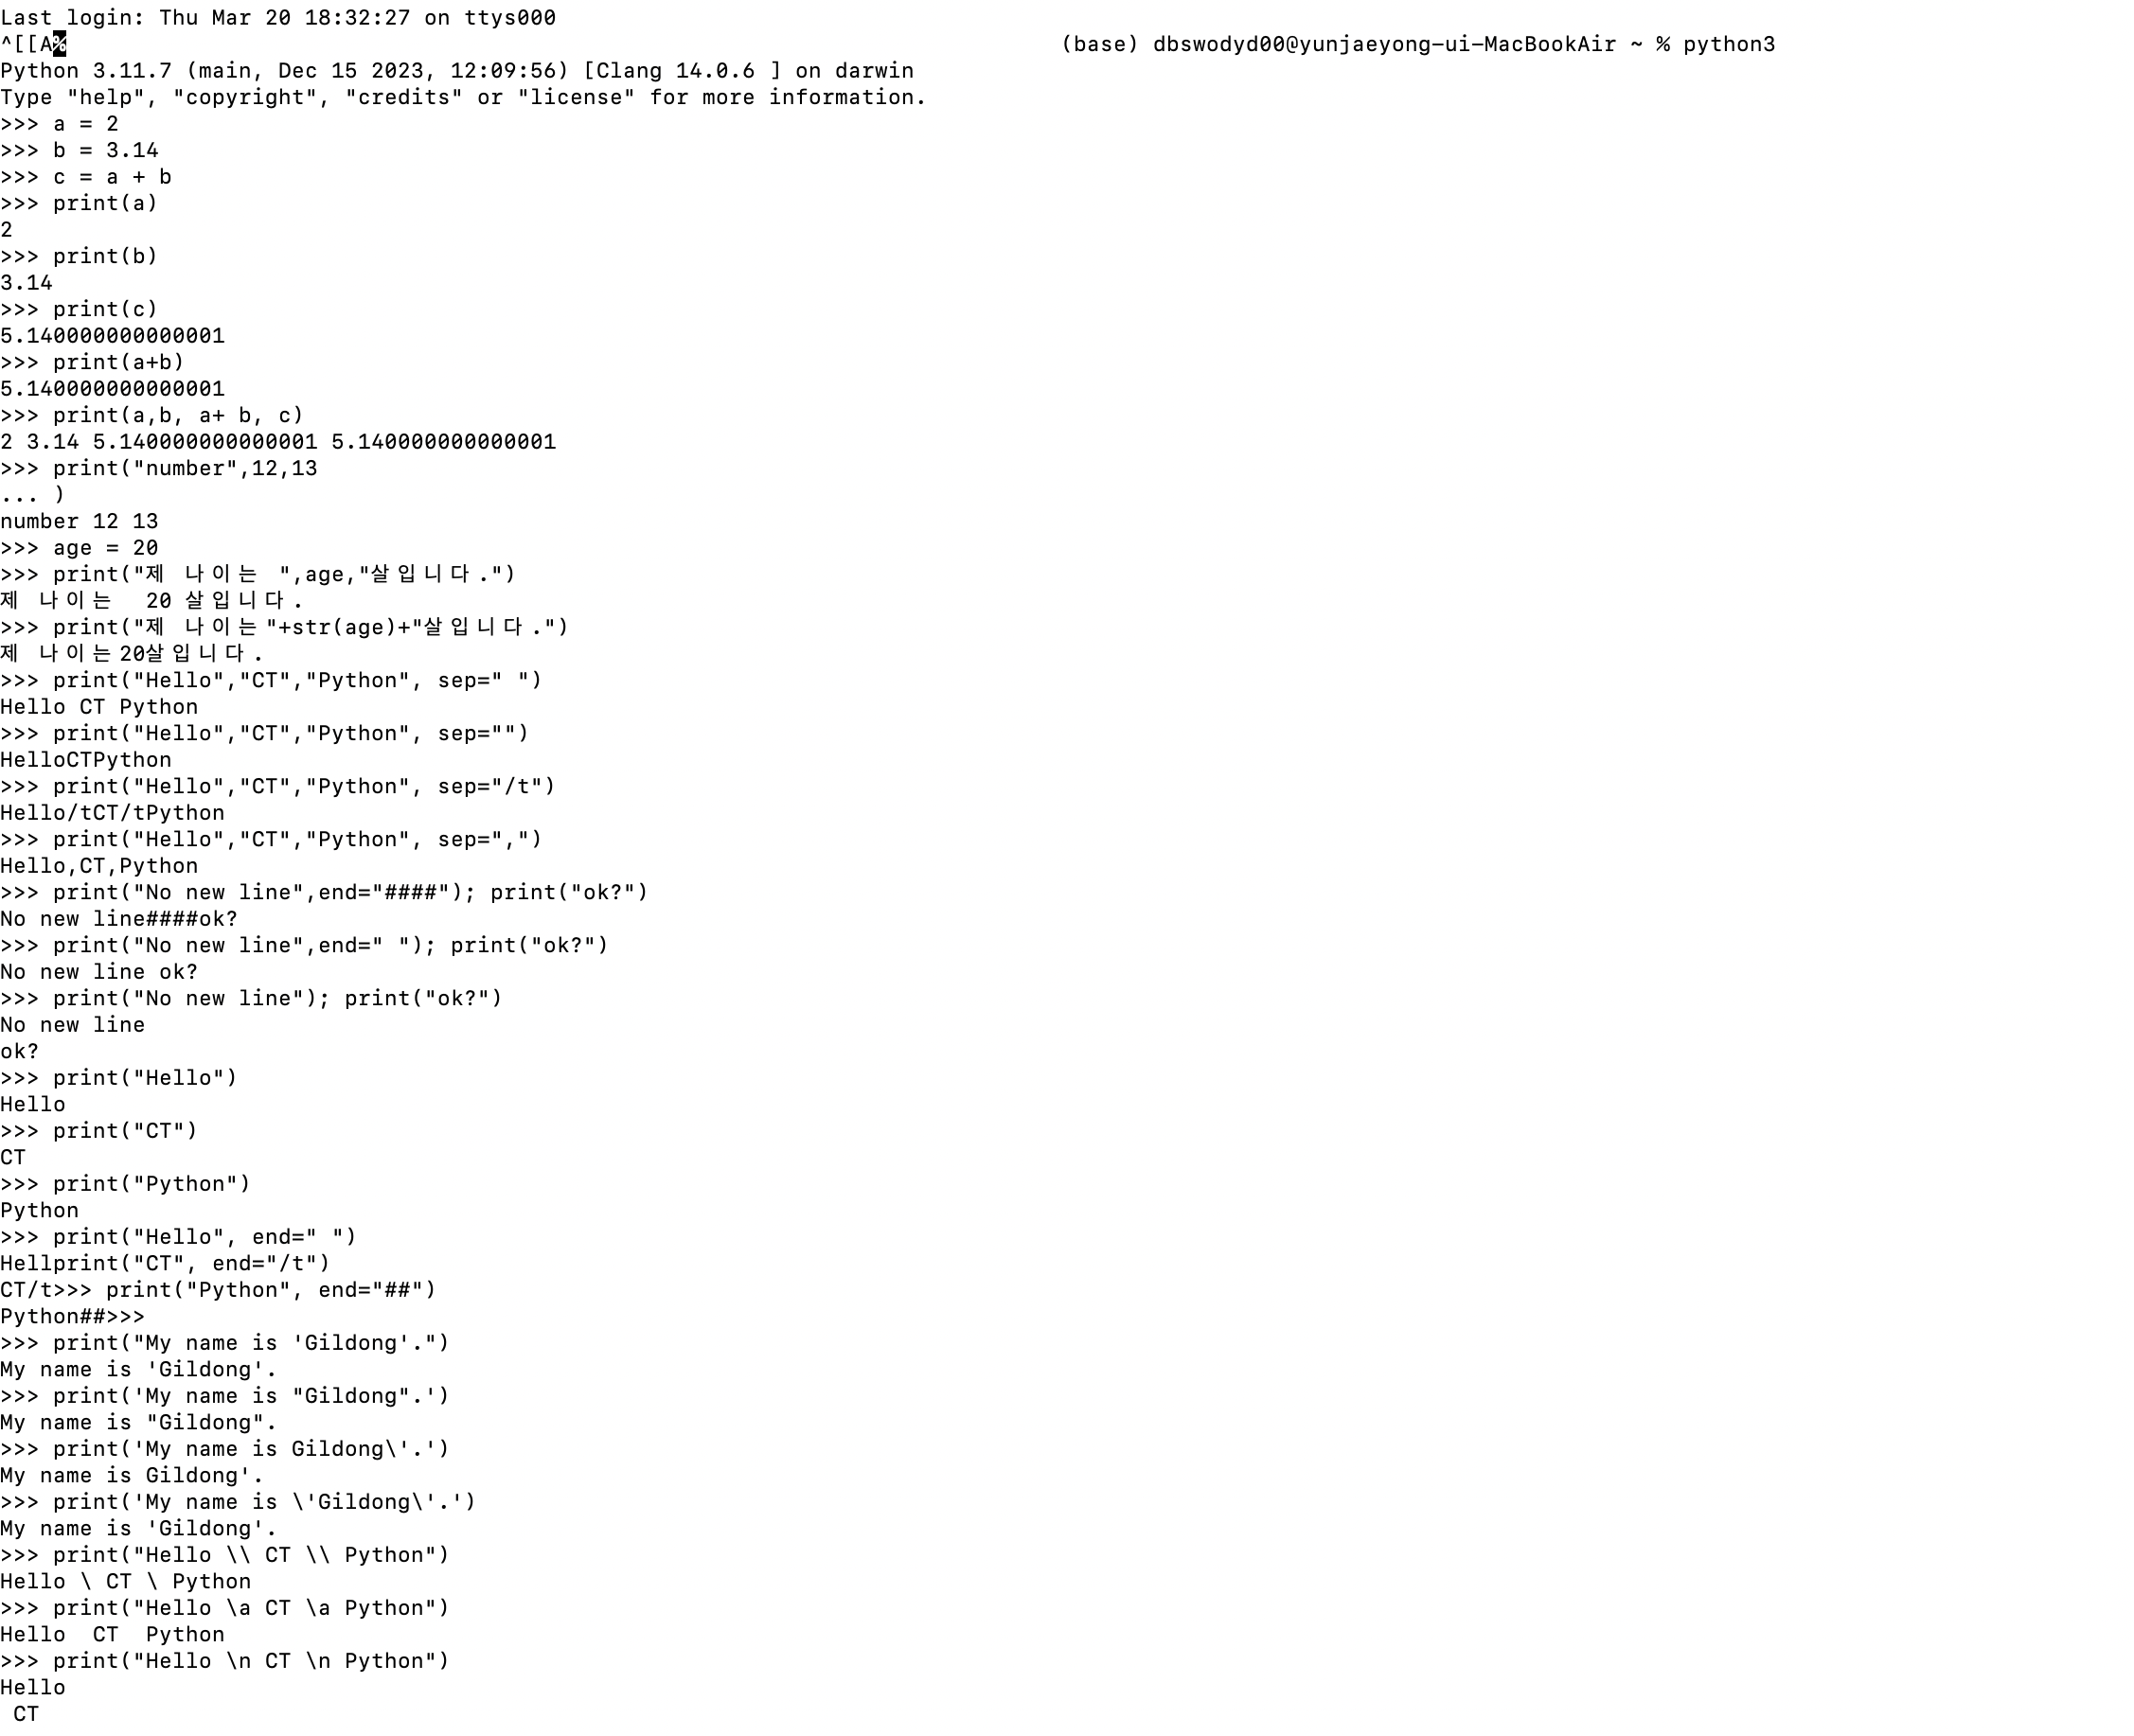 Last login: Thu Mar 20 18:32:27 on ttys000
^[[A%                                                                           (base) dbswodyd00@yunjaeyong-ui-MacBookAir ~ % python3
Python 3.11.7 (main, Dec 15 2023, 12:09:56) [Clang 14.0.6 ] on darwin
Type "help", "copyright", "credits" or "license" for more information.
>>> a = 2
>>> b = 3.14
>>> c = a + b
>>> print(a)
2
>>> print(b)
3.14
>>> print(c)
5.140000000000001
>>> print(a+b)
5.140000000000001
>>> print(a,b, a+ b, c)
2 3.14 5.140000000000001 5.140000000000001
>>> print("number",12,13
... )
number 12 13
>>> age = 20
>>> print("제 나이는 ",age,"살입니다.")
제 나이는  20 살입니다.
>>> print("제 나이는"+str(age)+"살입니다.")
제 나이는20살입니다.
>>> print("Hello","CT","Python", sep=" ")
Hello CT Python
>>> print("Hello","CT","Python", sep="")
HelloCTPython
>>> print("Hello","CT","Python", sep="/t")
Hello/tCT/tPython
>>> print("Hello","CT","Python", sep=",")
Hello,CT,Python
>>> print("No new line",end="####"); print("ok?")
No new line####ok?
>>> print("No new line",end=" "); print("ok?")
No new line ok?
>>> print("No new line"); print("ok?")
No new line
ok?
>>> print("Hello")
Hello
>>> print("CT")
CT
>>> print("Python")
Python
>>> print("Hello", end=" ")
Hellprint("CT", end="/t")
CT/t>>> print("Python", end="##")
Python##>>>
>>> print("My name is 'Gildong'.")
My name is 'Gildong'.
>>> print('My name is "Gildong".')
My name is "Gildong".
>>> print('My name is Gildong\'.')
My name is Gildong'.
>>> print('My name is \'Gildong\'.')
My name is 'Gildong'.
>>> print("Hello \\ CT \\ Python")
Hello \ CT \ Python
>>> print("Hello \a CT \a Python")
Hello  CT  Python
>>> print("Hello \n CT \n Python")
Hello
 CT